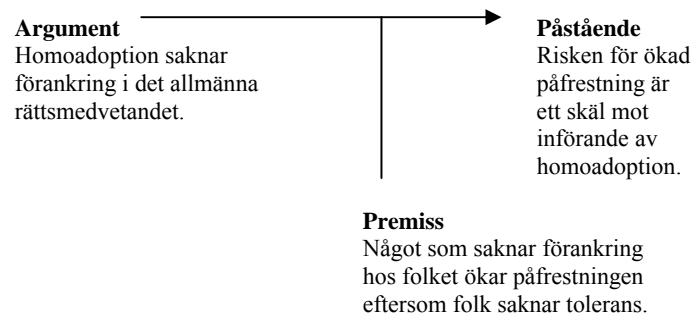 Argument
Homoadoption saknar
förankring i det allmänna
rättsmedvetandet.
Påstående
Risken för ökad
påfrestning är
ett skäl mot
införande av
homoadoption.
Premiss
Något som saknar förankring
hos folket ökar påfrestningen
eftersom folk saknar tolerans.